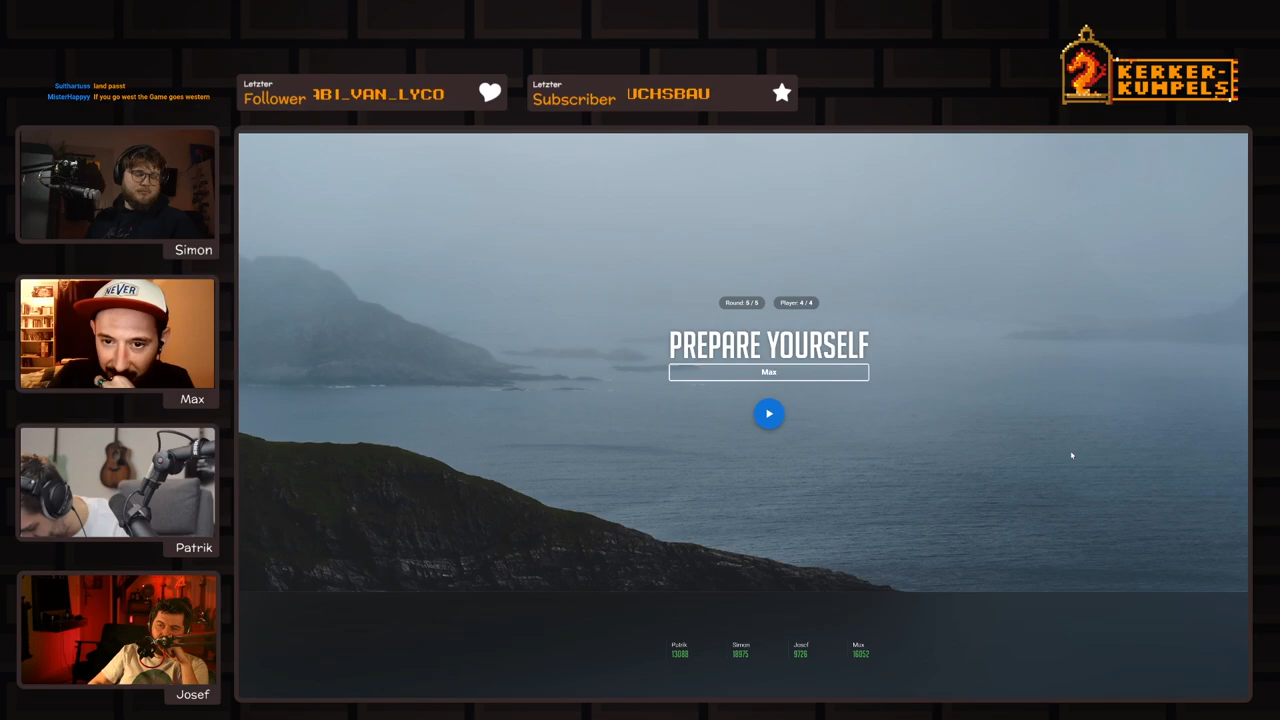 Sulthartuss land passt
MisterHappyy If you go west the Game goes western
Letzter
Follower ABI_VAN_LYCO
Letzter
Subscriber UCHSBAU
KERKER-
KUMPELS
Simon
NEVER
Max
Patrik
Josef
Round: 5 / 5
Player: 4 / 4
PREPARE YOURSELF
Max
Patrik Simon Josef Max
13088 18975 9726 16052